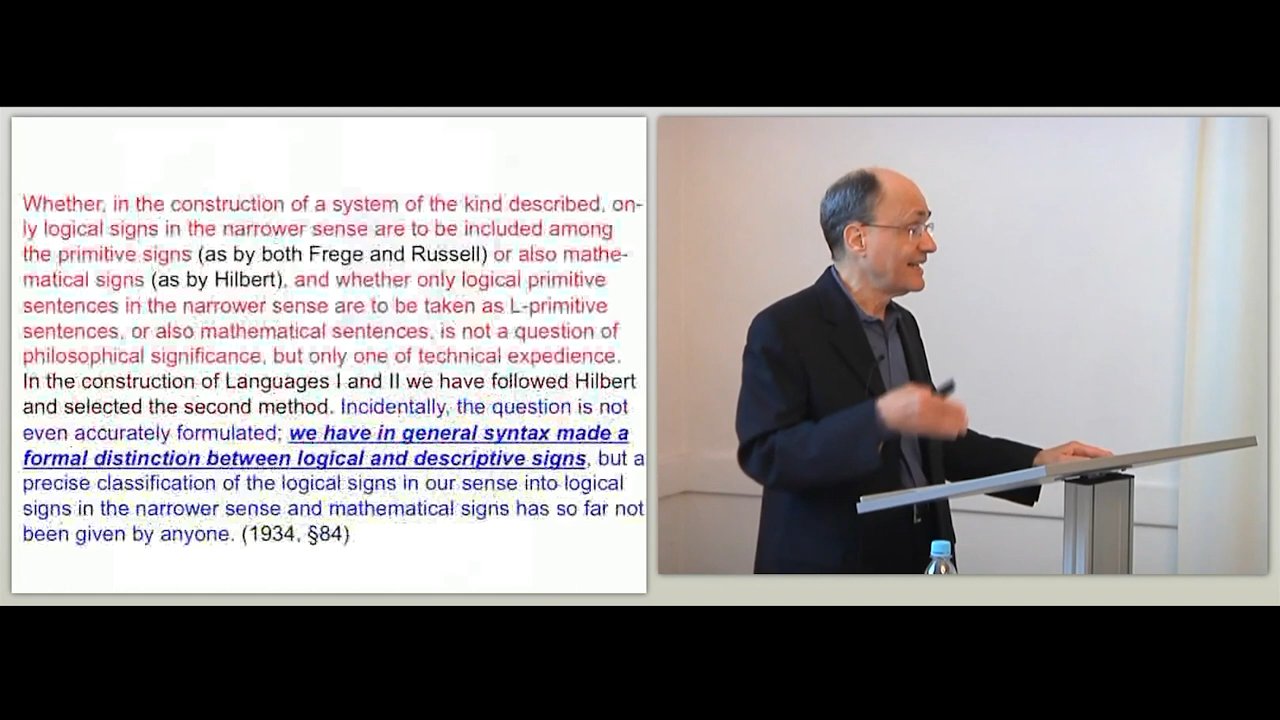 Whether, in the construction of a system of the kind described, on-
ly logical signs in the narrower sense are to be included among
the primitive signs (as by both Frege and Russell) or also mathe-
matical signs (as by Hilbert), and whether only logical primitive
sentences in the narrower sense are to be taken as L-primitive
sentences, or also mathematical sentences, is not a question of
philosophical significance, but only one of technical expedience.
In the construction of Languages I and II we have followed Hilbert
and selected the second method. Incidentally, the question is not
even accurately formulated; we have in general syntax made a
formal distinction between logical and descriptive signs, but a
precise classification of the logical signs in our sense into logical
signs in the narrower sense and mathematical signs has so far not
been given by anyone. (1934, §84)